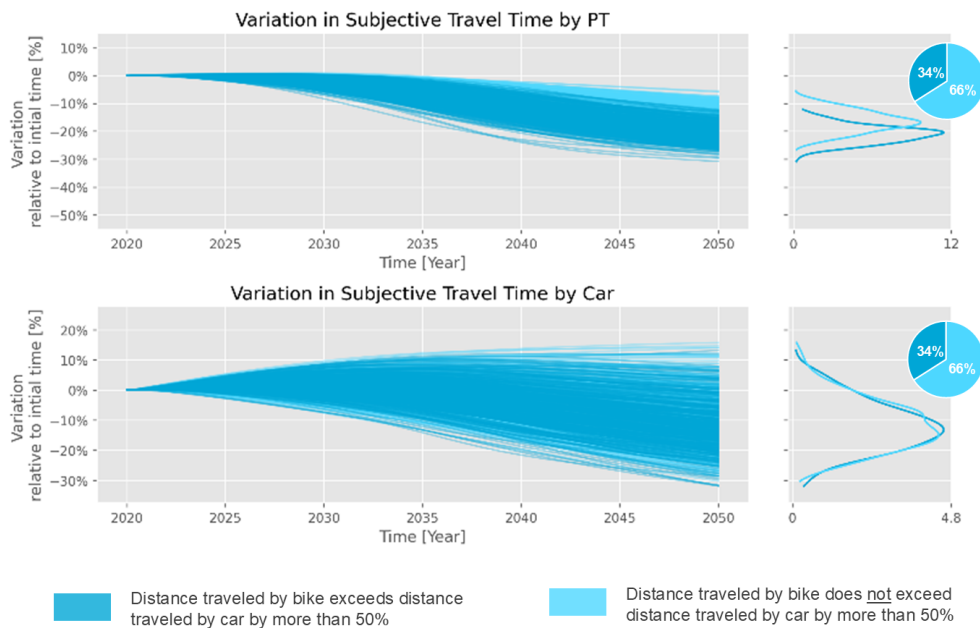 Variation in Subjective Travel Time by PT
Variation
relative to intial time [%]
10%
0%
−10%
−20%
−30%
−40%
−50%
2020 2025 2030 2035 2040 2045 2050
Time [Year]
34%
66%
0 12
Variation in Subjective Travel Time by Car
Variation
relative to intial time [%]
20%
10%
0%
−10%
−20%
−30%
2020 2025 2030 2035 2040 2045 2050
Time [Year]
34%
66%
0 4.8
Distance traveled by bike exceeds distance
traveled by car by more than 50%
Distance traveled by bike does not exceed
distance traveled by car by more than 50%